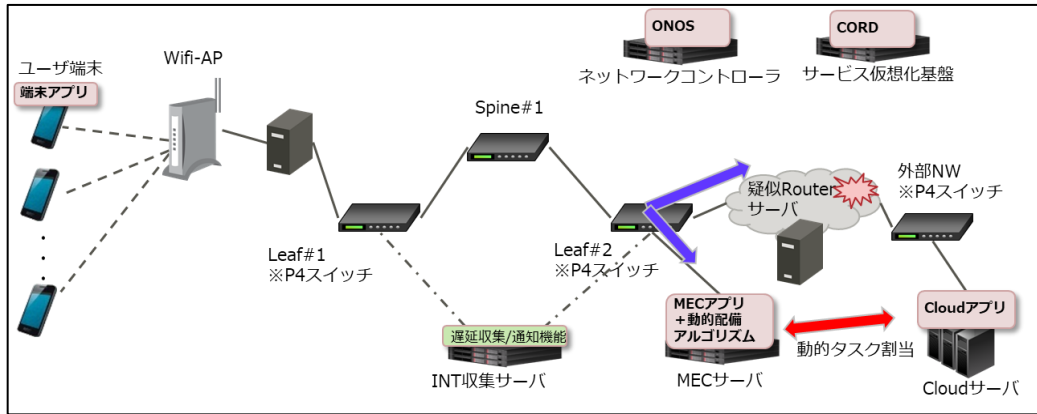 ONOS
ネットワークコントローラ
CORD
サービス仮想化基盤
ユーザ端末
端末アプリ
Wifi-AP
Spine#1
Leaf#1
※P4スイッチ
Leaf#2
※P4スイッチ
疑似Router
サーバ
外部NW
※P4スイッチ
遅延収集/通知機能
INT収集サーバ
MECアプリ
＋動的配備
アルゴリズム
MECサーバ
動的タスク割当
Cloudアプリ
Cloudサーバ